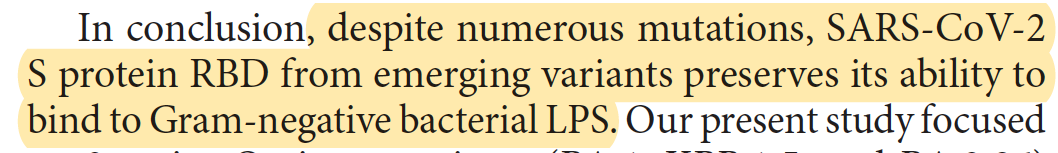 In conclusion, despite numerous mutations, SARS-CoV-2
S protein RBD from emerging variants preserves its ability to
bind to Gram-negative bacterial LPS. Our present study focused